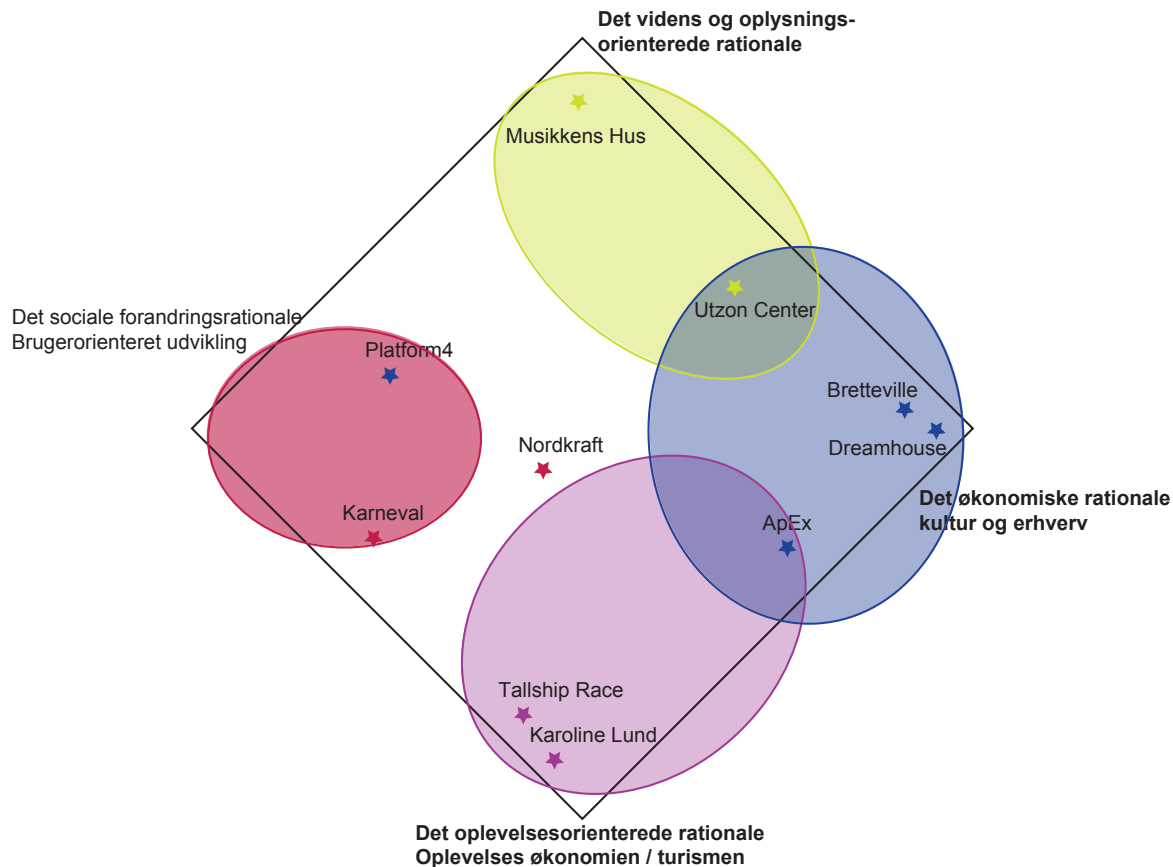 Det videns og oplysnings-
orienterede rationale
Musikkens Hus
Utzon Center
Det sociale forandringsrationale
Brugerorienteret udvikling
Platform4
Bretteville
Dreamhouse
Nordkraft
Det økonomiske rationale
kultur og erhverv
Karneval
ApEx
Tallship Race
Karoline Lund
Det oplevelsesorienterede rationale
Oplevelses økonomien / turismen